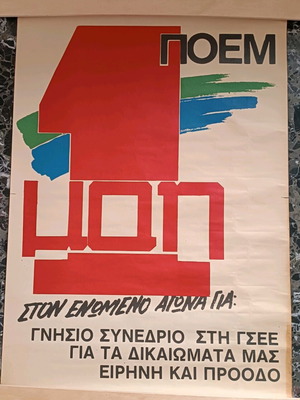 ΠΟΕΜ
1
μαη
ΣΤΟΝ ΕΝΩΜΕΝΟ ΑΓΩΝΑ ΓΙΑ:
ΓΝΗΣΙΟ ΣΥΝΕΔΡΙΟ ΣΤΗ ΓΣΕΕ
ΓΙΑ ΤΑ ΔΙΚΑΙΩΜΑΤΑ ΜΑΣ
ΕΙΡΗΝΗ ΚΑΙ ΠΡΟΟΔΟ